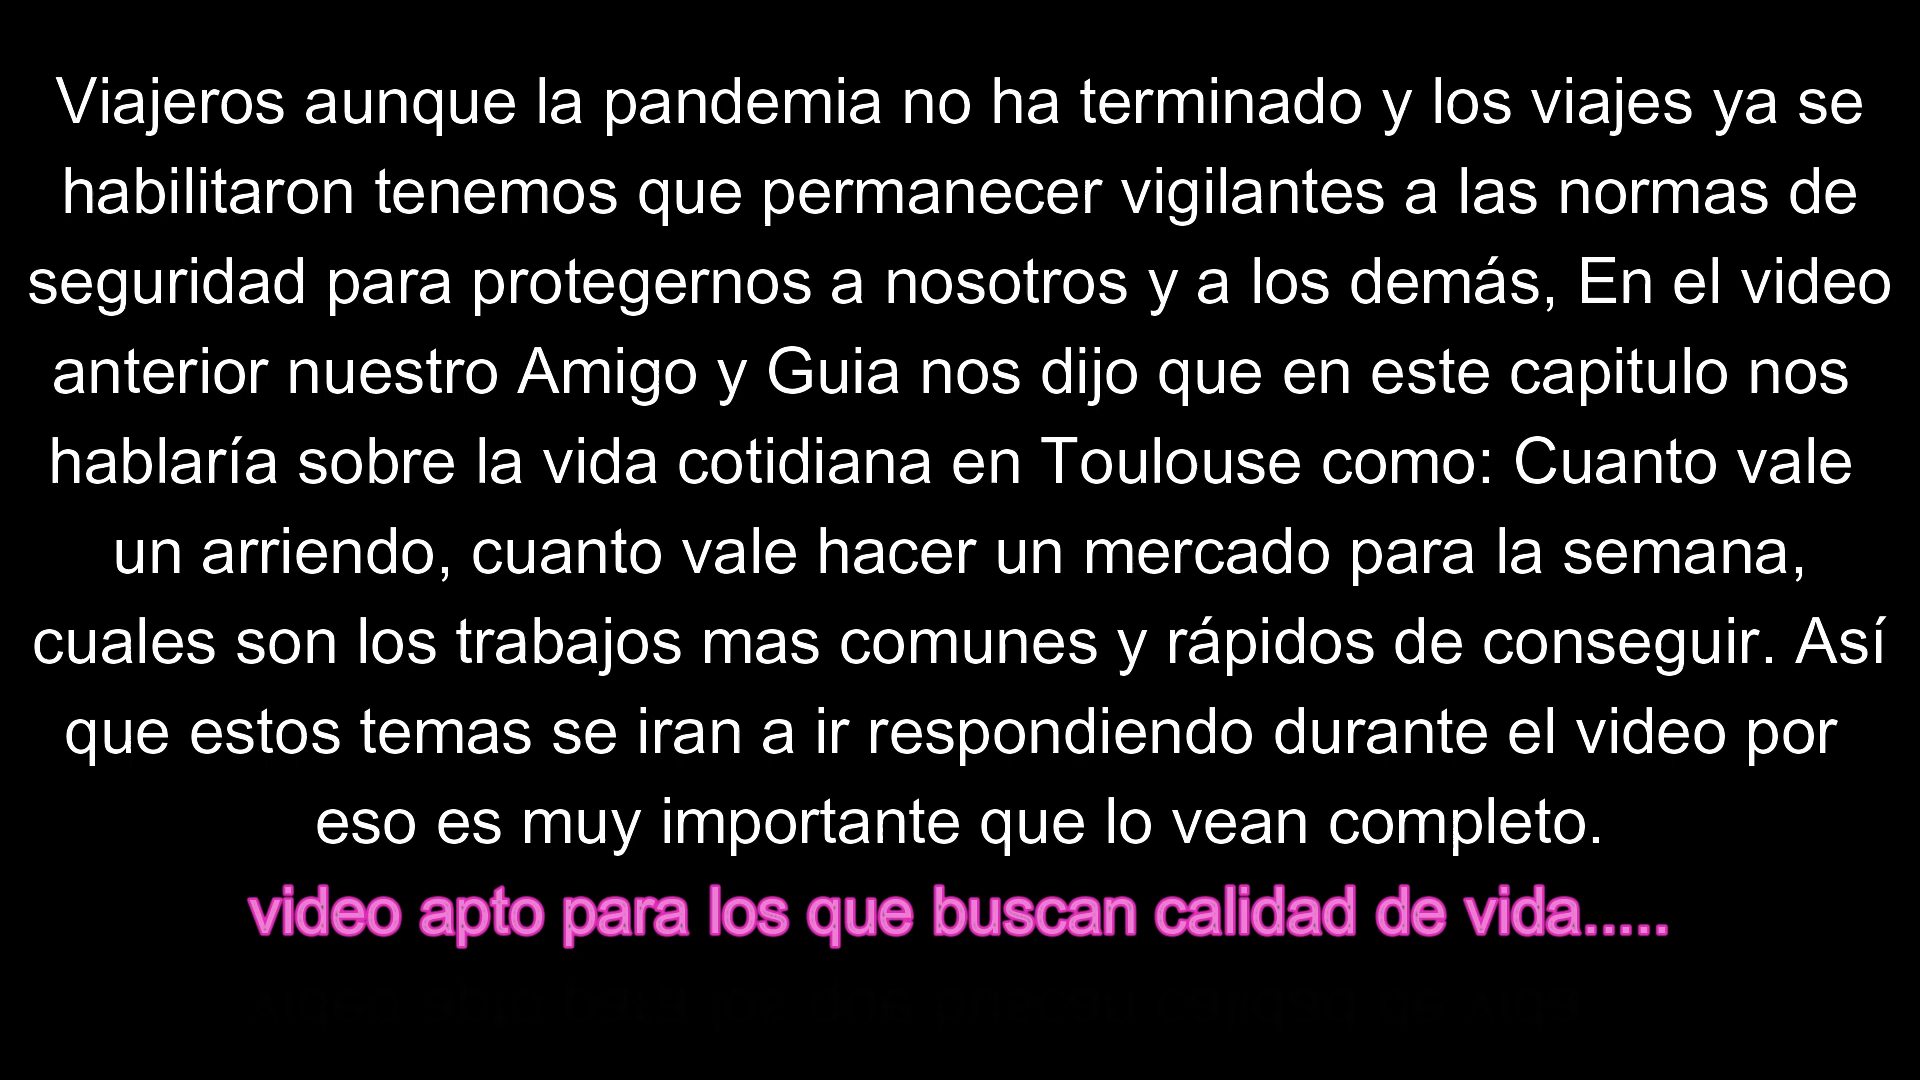 Viajeros aunque la pandemia no ha terminado y los viajes ya se
habilitaron tenemos que permanecer vigilantes a las normas de
seguridad para protegernos a nosotros y a los demás, En el video
anterior nuestro Amigo y Guia nos dijo que en este capitulo nos
hablaría sobre la vida cotidiana en Toulouse como: Cuanto vale
un arriendo, cuanto vale hacer un mercado para la semana,
cuales son los trabajos mas comunes y rápidos de conseguir. Así
que estos temas se iran a ir respondiendo durante el video por
eso es muy importante que lo vean completo.
video apto para los que buscan calidad de vida.....